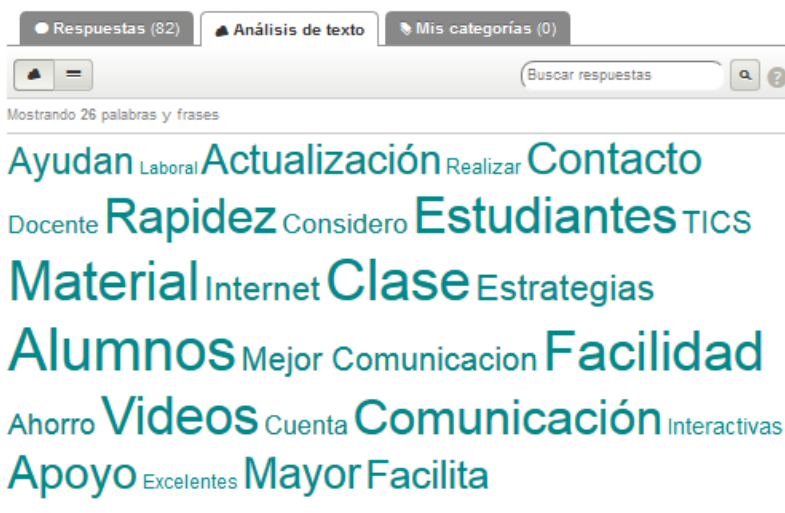 Respuestas (82) Análisis de texto Mis categorías (0)
Buscar respuestas
Mostrando 26 palabras y frases
Ayudan Laboral Actualización Realizar Contacto
Docente Rapidez Considero Estudiantes TICS
Material Internet Clase Estrategias
Alumnos Mejor Comunicacion Facilidad
Ahorro Videos Cuenta Comunicación Interactivas
Apoyo Excelentes Mayor Facilita